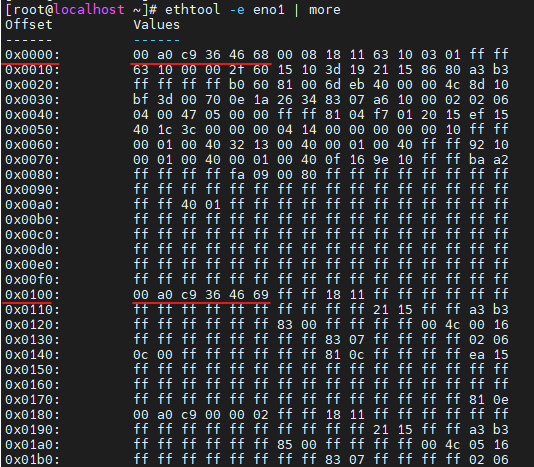 [root@localhost ~]# ethtool -e eno1 | more
Offset          Values
------          ------
0x0000:         00 a0 c9 36 46 68 00 08 18 11 63 10 03 01 ff ff
0x0010:         63 10 00 00 2f 60 15 10 3d 19 21 15 86 80 a3 b3
0x0020:         ff ff ff ff b0 60 81 00 6d eb 40 00 00 4c 8d 10
0x0030:         bf 3d 00 70 0e 1a 26 34 83 07 a6 10 00 02 02 06
0x0040:         04 00 47 05 00 00 ff ff 81 04 f7 01 20 15 ef 15
0x0050:         40 1c 3c 00 00 00 04 14 00 00 00 00 00 10 ff ff
0x0060:         00 01 00 40 32 13 00 40 00 01 00 40 ff ff 92 10
0x0070:         00 01 00 40 00 01 00 40 0f 16 9e 10 ff ff ba a2
0x0080:         ff ff ff ff fa 09 00 80 ff ff ff ff ff ff ff ff
0x0090:         ff ff ff ff ff ff ff ff ff ff ff ff ff ff ff ff
0x00a0:         ff ff 40 01 ff ff ff ff ff ff ff ff ff ff ff ff
0x00b0:         ff ff ff ff ff ff ff ff ff ff ff ff ff ff ff ff
0x00c0:         ff ff ff ff ff ff ff ff ff ff ff ff ff ff ff ff
0x00d0:         ff ff ff ff ff ff ff ff ff ff ff ff ff ff ff ff
0x00e0:         ff ff ff ff ff ff ff ff ff ff ff ff ff ff ff ff
0x00f0:         ff ff ff ff ff ff ff ff ff ff ff ff ff ff ff ff
0x0100:         00 a0 c9 36 46 69 ff ff 18 11 ff ff ff ff ff ff
0x0110:         ff ff ff ff ff ff ff ff ff ff 21 15 ff ff a3 b3
0x0120:         ff ff ff ff ff ff 83 00 ff ff ff ff 00 4c 00 16
0x0130:         ff ff ff ff ff ff ff ff 83 07 ff ff ff ff 02 06
0x0140:         0c 00 ff ff ff ff ff ff 81 0c ff ff ff ff ea 15
0x0150:         ff ff ff ff ff ff ff ff ff ff ff ff ff ff ff ff
0x0160:         ff ff ff ff ff ff ff ff ff ff ff ff ff ff ff ff
0x0170:         ff ff ff ff ff ff ff ff ff ff ff ff ff ff 81 0e
0x0180:         00 a0 c9 00 00 02 ff ff 18 11 ff ff ff ff ff ff
0x0190:         ff ff ff ff ff ff ff ff ff ff 21 15 ff ff a3 b3
0x01a0:         ff ff ff ff ff ff 85 00 ff ff ff ff 00 4c 05 16
0x01b0:         ff ff ff ff ff ff ff ff 83 07 ff ff ff ff 02 06